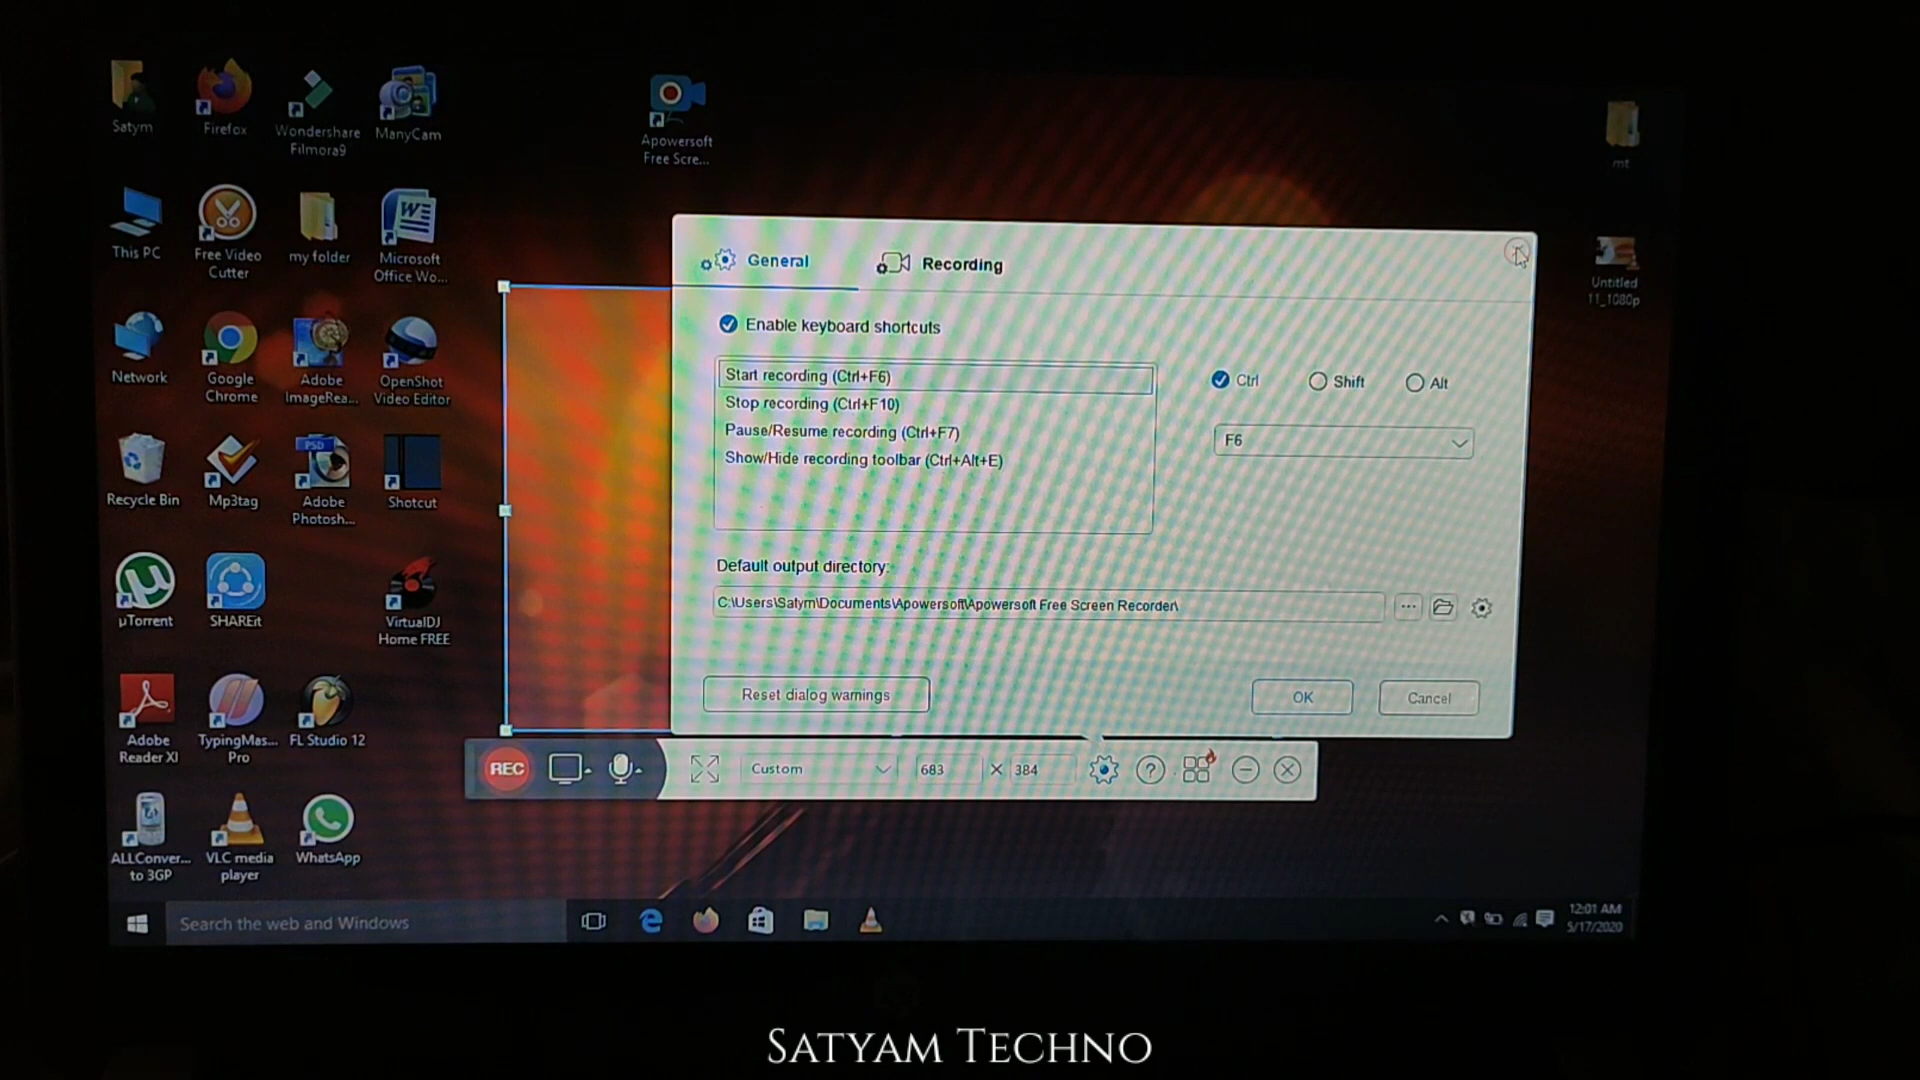 Satym
Firefox
Wondershare
Filmora9
ManyCam
Apowersoft
Free Scre...
mt
This PC
Free Video
Cutter
my folder
Microsoft
Office Wo...
Untitled
11_1080p
Network
Google
Chrome
Adobe
ImageRea...
OpenShot
Video Editor
Recycle Bin
Mp3tag
PSD
Adobe
Photosh...
Shotcut
µTorrent
SHAREit
VirtualDJ
Home FREE
Adobe
Reader XI
TypingMas...
Pro
FL Studio 12
ALLConver...
to 3GP
VLC media
player
WhatsApp
General
Recording
Enable keyboard shortcuts
Start recording (Ctrl+F6)
Stop recording (Ctrl+F10)
Pause/Resume recording (Ctrl+F7)
Show/Hide recording toolbar (Ctrl+Alt+E)
Ctrl
Shift
Alt
F6
Default output directory:
C:\Users\Satym\Documents\Apowersoft\Apowersoft Free Screen Recorder\
...
Reset dialog warnings
OK
Cancel
REC
Custom
683
384
Search the web and Windows
12:01 AM
5/17/2020
SATYAM TECHNO